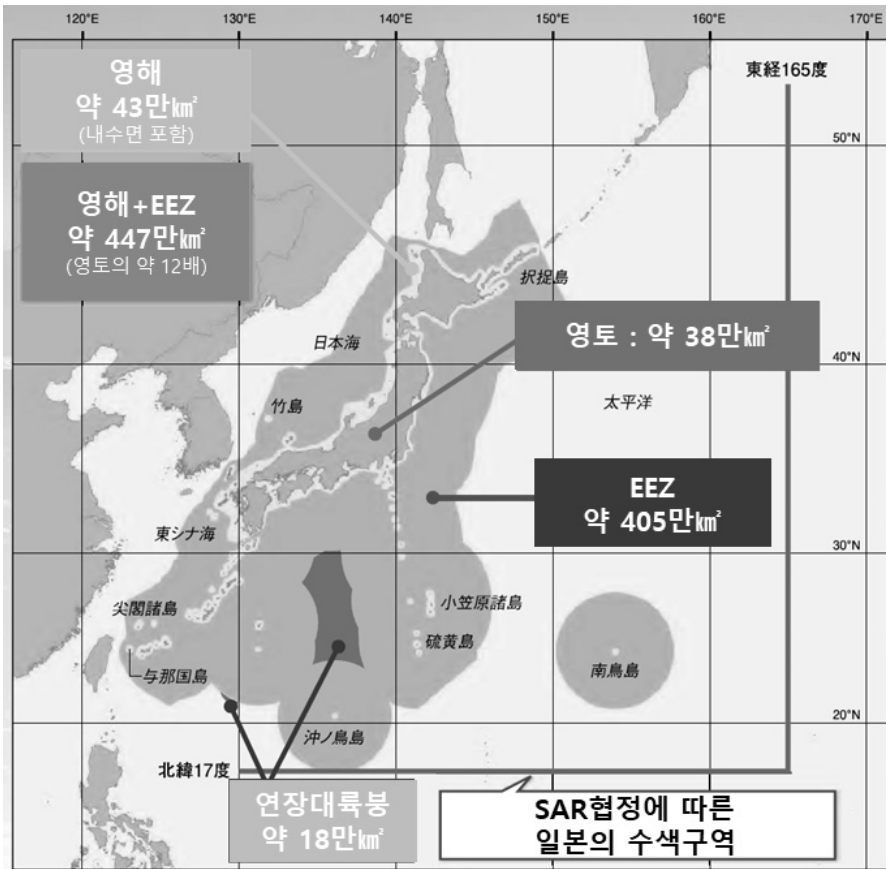 120°E
130°E
140°E
150°E
160°E
170°E
영해
약 43만㎢
(내수면 포함)
東経165度
50°N
영해+EEZ
약 447만㎢
(영토의 약 12배)
択捉島
日本海
영토 : 약 38만㎢
40°N
竹島
太平洋
EEZ
약 405만㎢
東シナ海
30°N
尖閣諸島
小笠原諸島
硫黄島
与那国島
南鳥島
20°N
沖ノ鳥島
北緯17度
연장대륙붕
약 18만㎢
SAR협정에 따른
일본의 수색구역